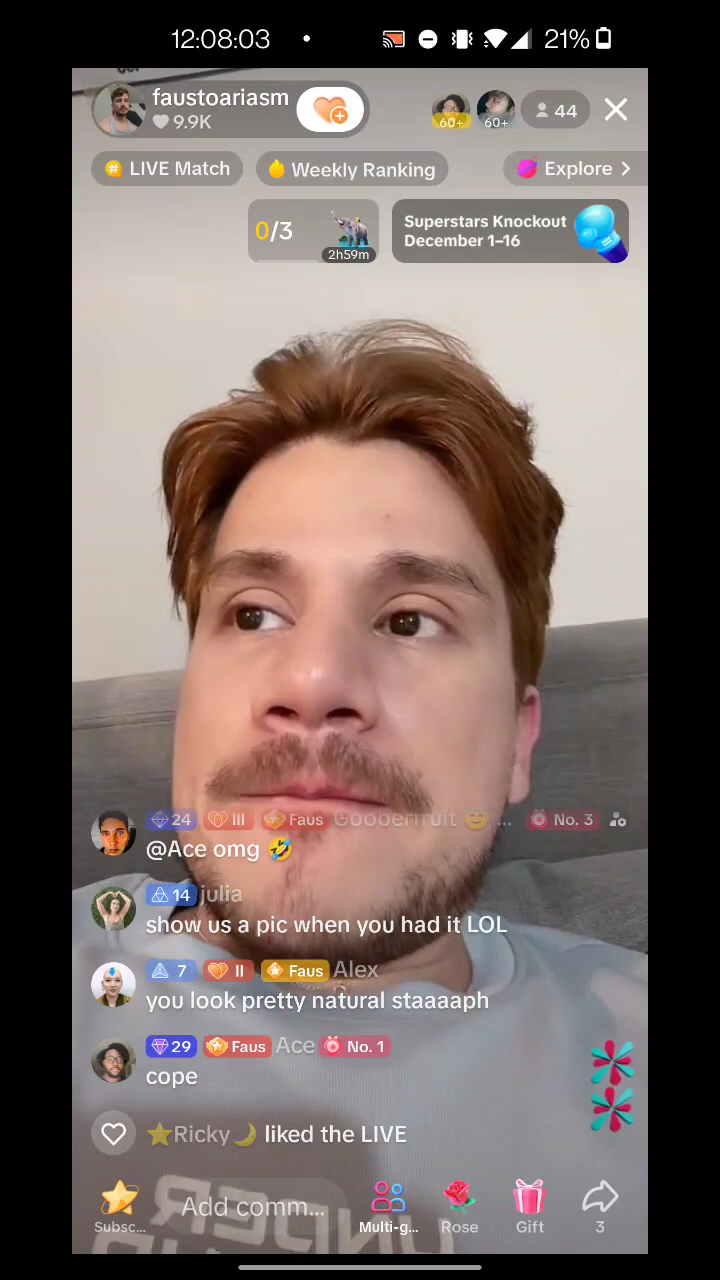 12:08:03
21%
faustoariasm
9.9K
60+
60+
44
LIVE Match
Weekly Ranking
Explore >
0/3
2h59m
Superstars Knockout
December 1–16
24 III Faus Gooberfruit 😊 ... No. 3
@Ace omg 🤣
14 julia
show us a pic when you had it LOL
7 II Faus Alex
you look pretty natural staaaaph
29 Faus Ace No. 1
cope
⭐Ricky🌙 liked the LIVE
Subsc...
Add comm...
Multi-g...
Rose
Gift
3